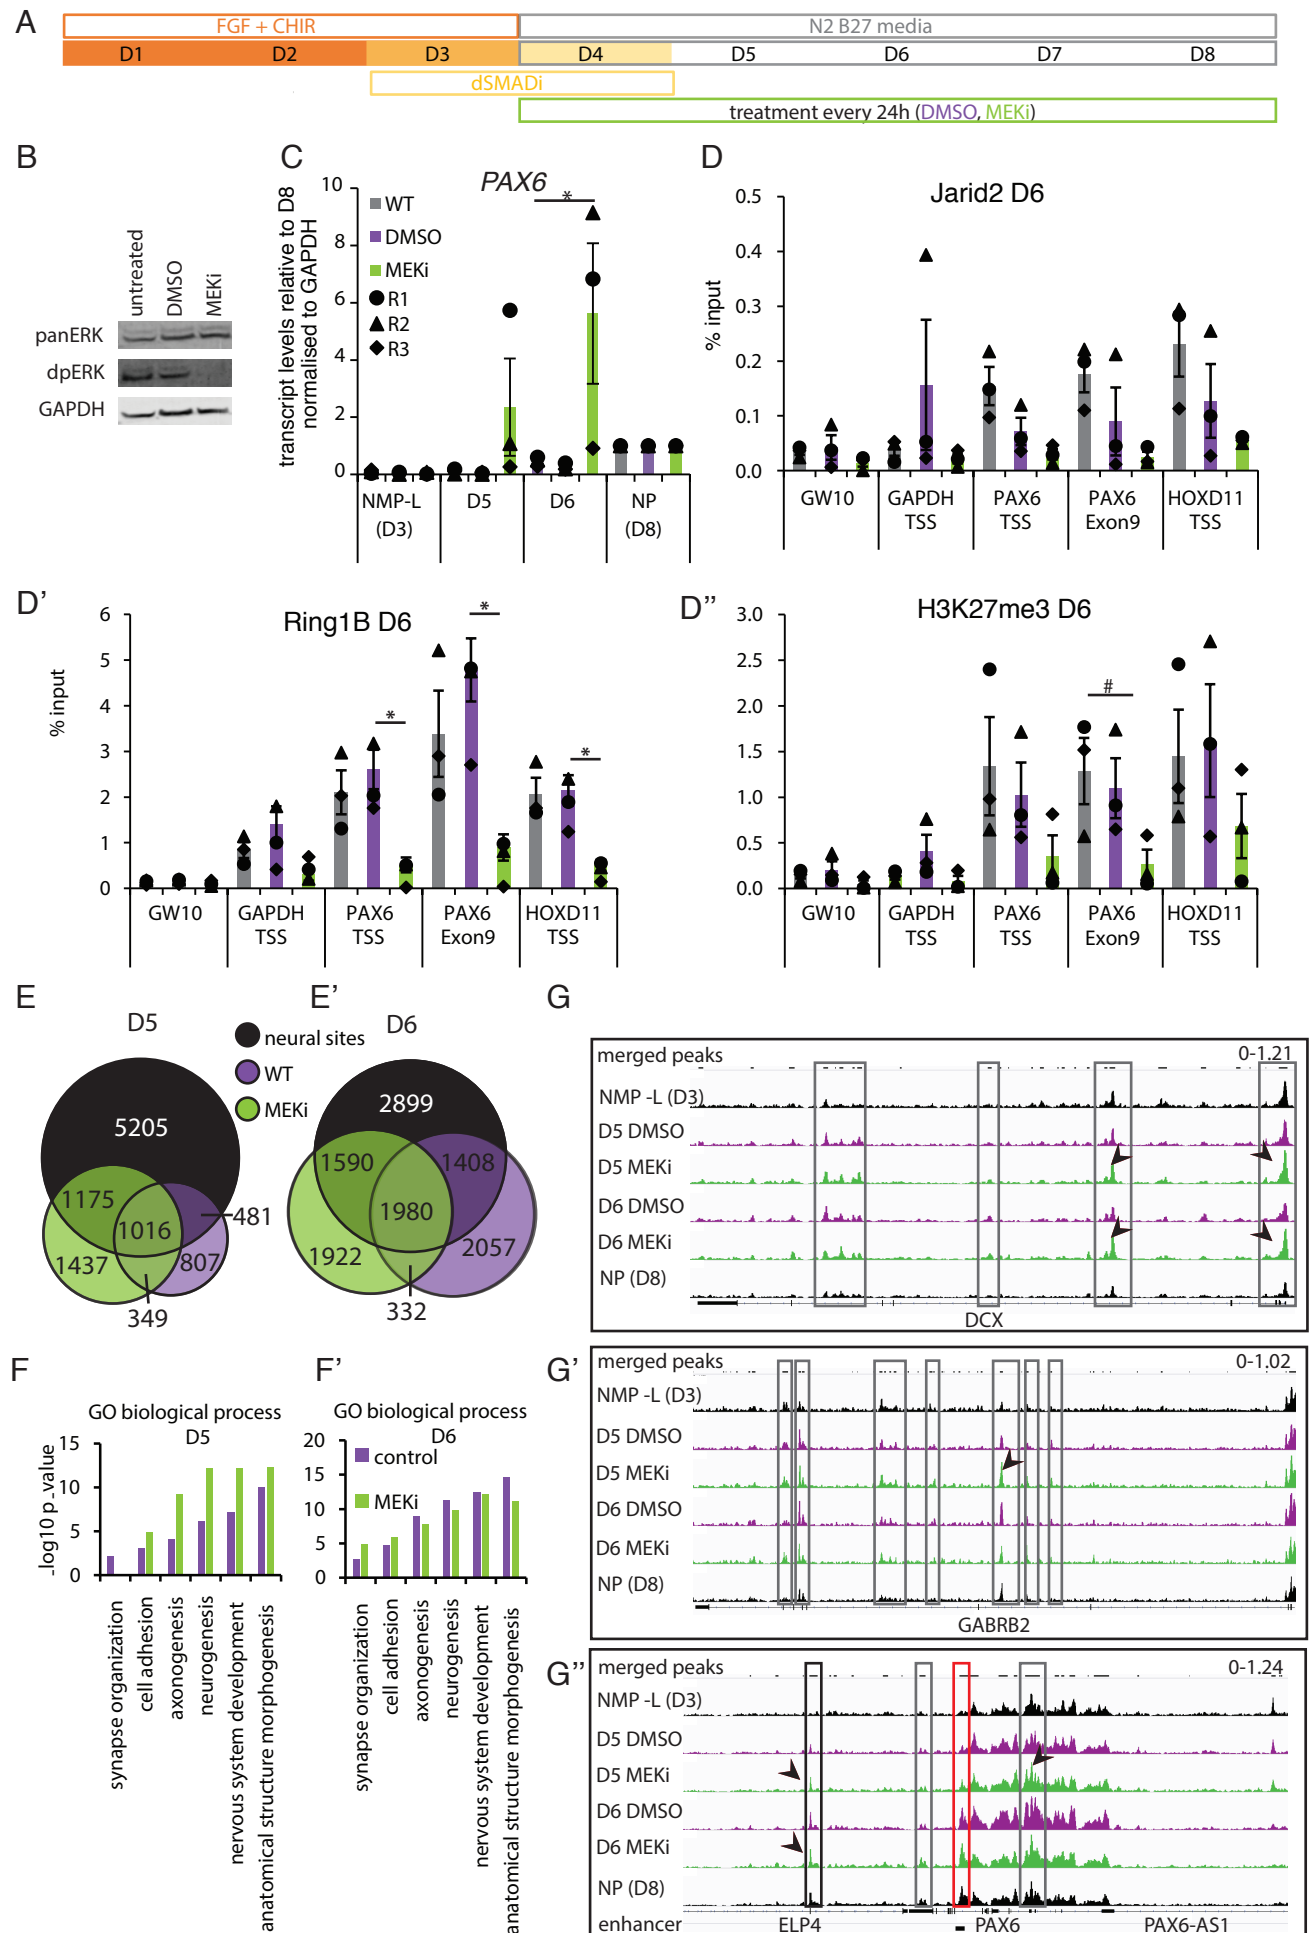 A
FGF + CHIR
N2 B27 media
D1 D2 D3 D4 D5 D6 D7 D8
dSMADi
treatment every 24h (DMSO, MEKi)
B
untreated
DMSO
MEKi
panERK
dpERK
GAPDH
C
PAX6
transcript levels relative to D8
normalised to GAPDH
10
8
6
4
2
0
WT
DMSO
MEKi
R1
R2
R3
*
NMP-L D5 D6 NP
(D3) (D8)
D
Jarid2 D6
% input
0.5
0.4
0.3
0.2
0.1
0.0
GW10 GAPDH PAX6 PAX6 HOXD11
TSS TSS Exon9 TSS
D’
Ring1B D6
% input
6
5
4
3
2
1
0
* * *
GW10 GAPDH PAX6 PAX6 HOXD11
TSS TSS Exon9 TSS
D”
H3K27me3 D6
3.0
2.5
2.0
1.5
1.0
0.5
0.0
#
GW10 GAPDH PAX6 PAX6 HOXD11
TSS TSS Exon9 TSS
E
D5
neural sites
WT
MEKi
5205
1175
1016
481
1437
807
349
E’
D6
2899
1590
1408
1980
1922
2057
332
F
GO biological process
D5
-log10 p_value
15
10
5
0
synapse organization
cell adhesion
axonogenesis
neurogenesis
nervous system development
anatomical structure morphogenesis
F’
GO biological process
D6
20
15
10
5
0
control
MEKi
synapse organization
cell adhesion
axonogenesis
neurogenesis
nervous system development
anatomical structure morphogenesis
G
merged peaks 0-1.21
NMP -L (D3)
D5 DMSO
D5 MEKi
D6 DMSO
D6 MEKi
NP (D8)
DCX
G’
merged peaks 0-1.02
NMP -L (D3)
D5 DMSO
D5 MEKi
D6 DMSO
D6 MEKi
NP (D8)
GABRB2
G”
merged peaks 0-1.24
NMP -L (D3)
D5 DMSO
D5 MEKi
D6 DMSO
D6 MEKi
NP (D8)
enhancer ELP4 PAX6 PAX6-AS1